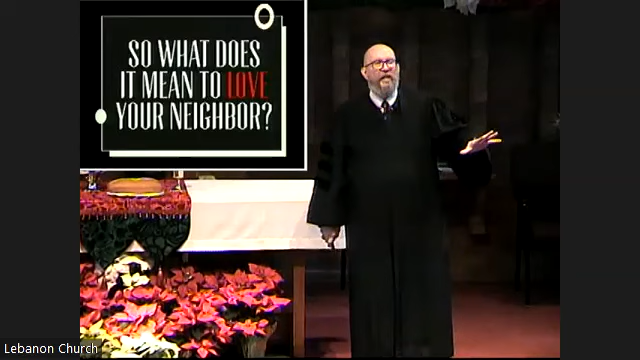 SO WHAT DOES
IT MEAN TO LOVE
YOUR NEIGHBOR?
Lebanon Church